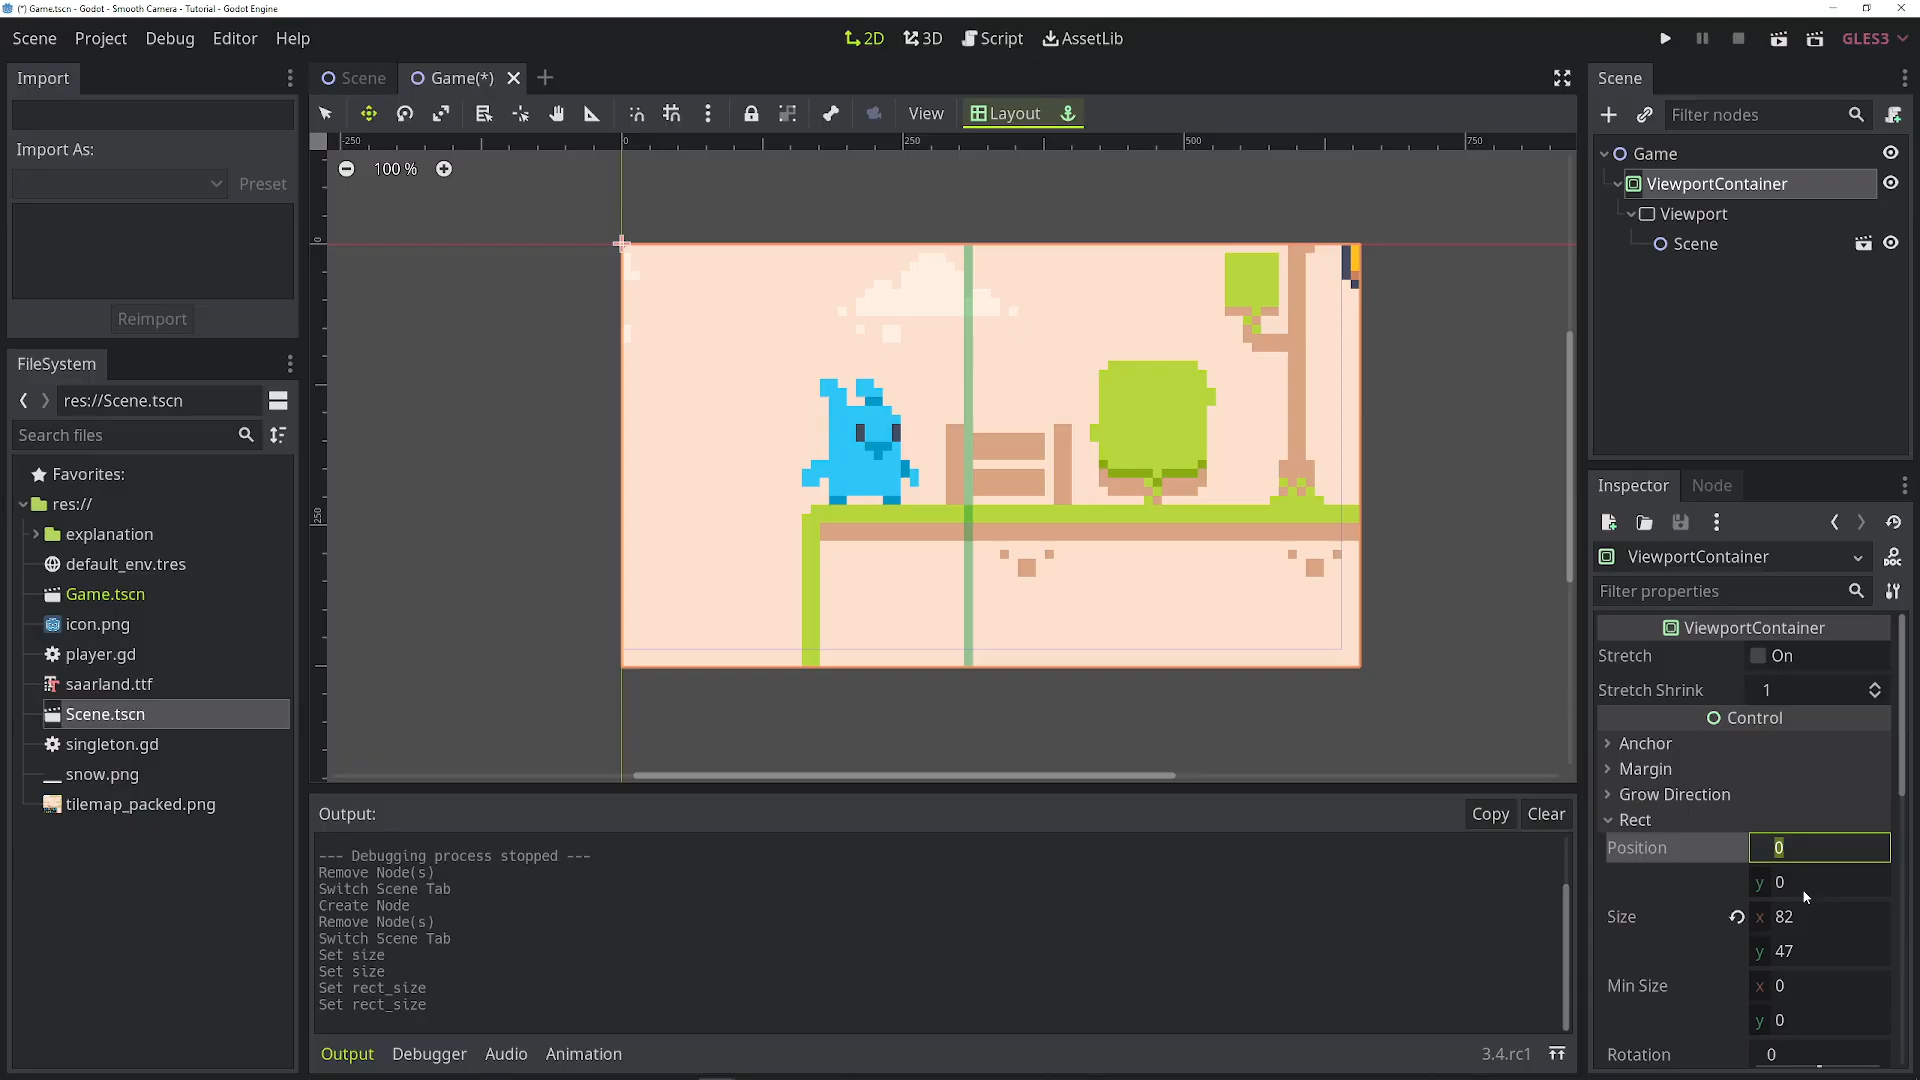 (*) Game.tscn - Godot - Smooth Camera - Tutorial - Godot Engine
Scene Project Debug Editor Help
2D 3D Script AssetLib
GLES3
Import
Import As:
Preset
Reimport
FileSystem
res://Scene.tscn
Search files
Favorites:
res://
explanation
default_env.tres
Game.tscn
icon.png
player.gd
saarland.ttf
Scene.tscn
singleton.gd
snow.png
tilemap_packed.png
Scene Game(*)
View Layout
-250 0 250 500 750
100 %
0
250
Output:
Copy Clear
--- Debugging process stopped ---
Remove Node(s)
Switch Scene Tab
Create Node
Remove Node(s)
Switch Scene Tab
Set size
Set size
Set rect_size
Set rect_size
Output Debugger Audio Animation
3.4.rc1
Scene
Filter nodes
Game
ViewportContainer
Viewport
Scene
Inspector Node
ViewportContainer
DOC
Filter properties
ViewportContainer
Stretch On
Stretch Shrink 1
Control
Anchor
Margin
Grow Direction
Rect
Position 0
y 0
Size x 82
y 47
Min Size x 0
y 0
Rotation 0